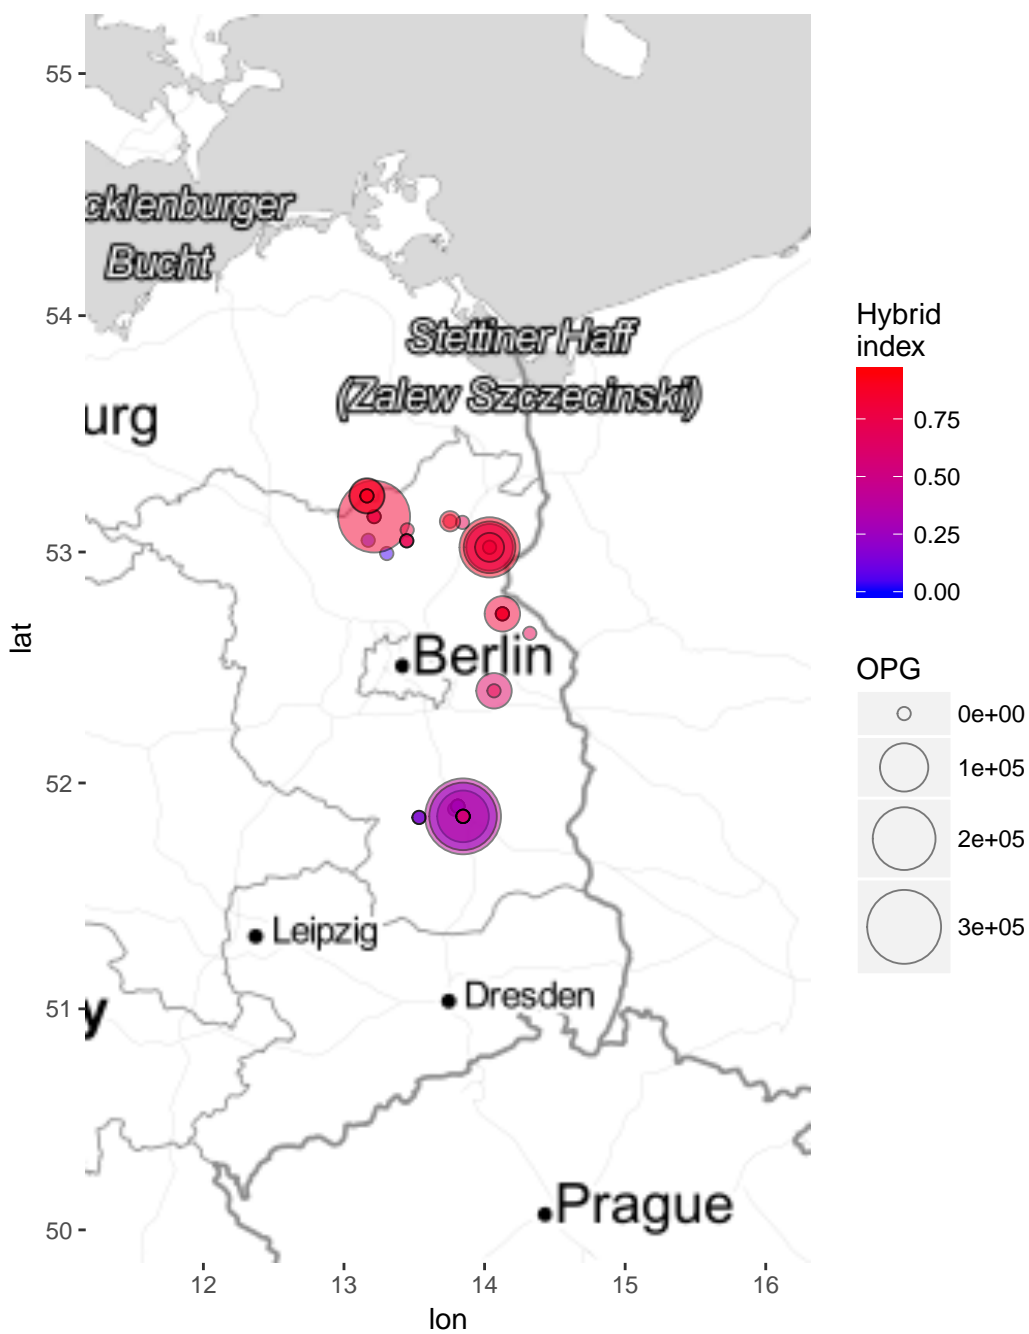 55
cklenburger
Bucht
54
Stettiner Haff
(Zalew Szczecinski)
urg
53
Berlin
lat
52
Leipzig
Dresden
51
y
Prague
50
12
13
14
15
16
lon
Hybrid
index
0.75
0.50
0.25
0.00
OPG
0e+00
1e+05
2e+05
3e+05